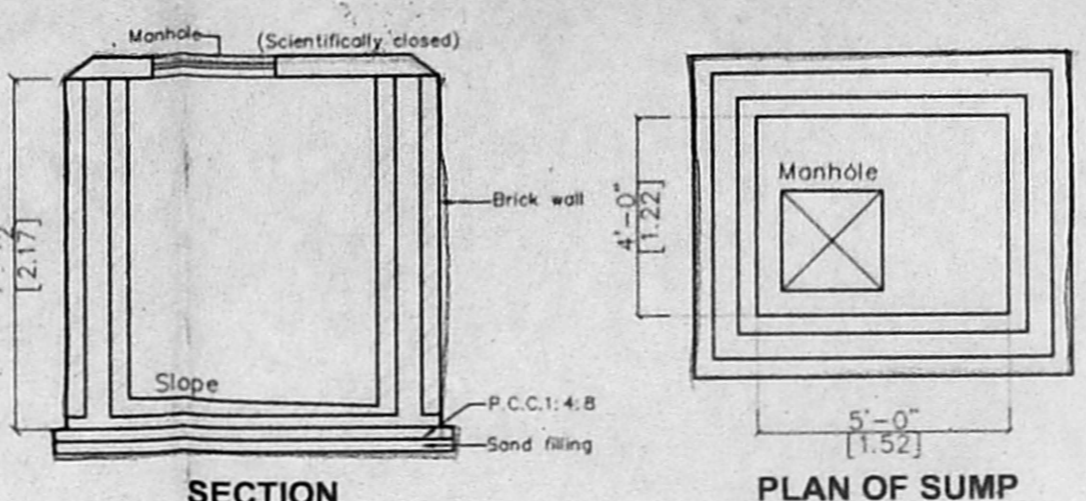 Manhole
(Scientifically closed)
[2.17]
Brick wall
Slope
P.C.C.1:4:8
Sand filling
SECTION
Manhole
4'-0"
[1.22]
5'-0"
[1.52]
PLAN OF SUMP